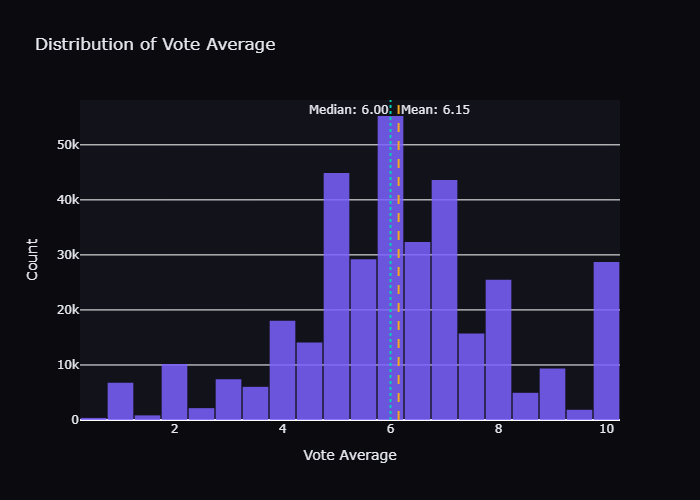 Distribution of Vote Average
Median: 6.00
Mean: 6.15
50k
40k
30k
20k
10k
0
Count
2
4
6
8
10
Vote Average